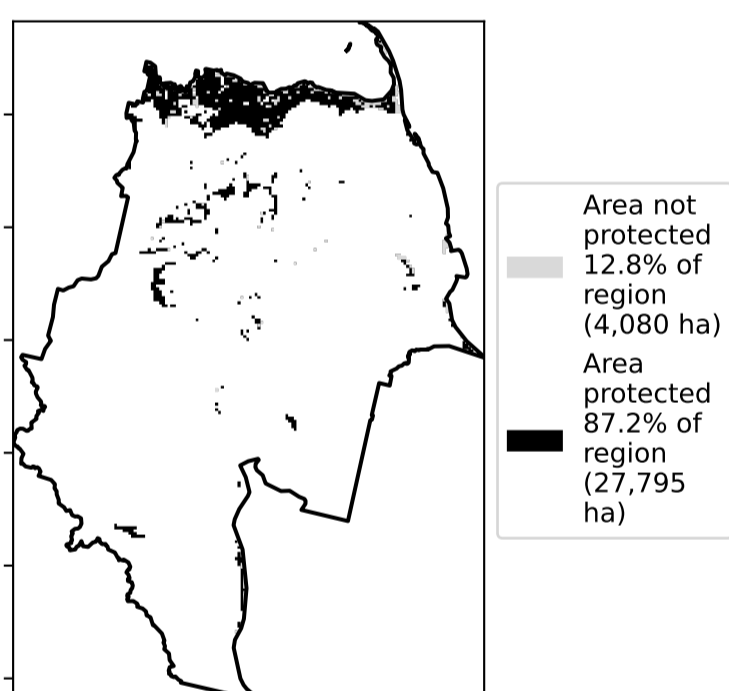 Area not
protected
12.8% of
region
(4,080 ha)
Area
protected
87.2% of
region
(27,795
ha)